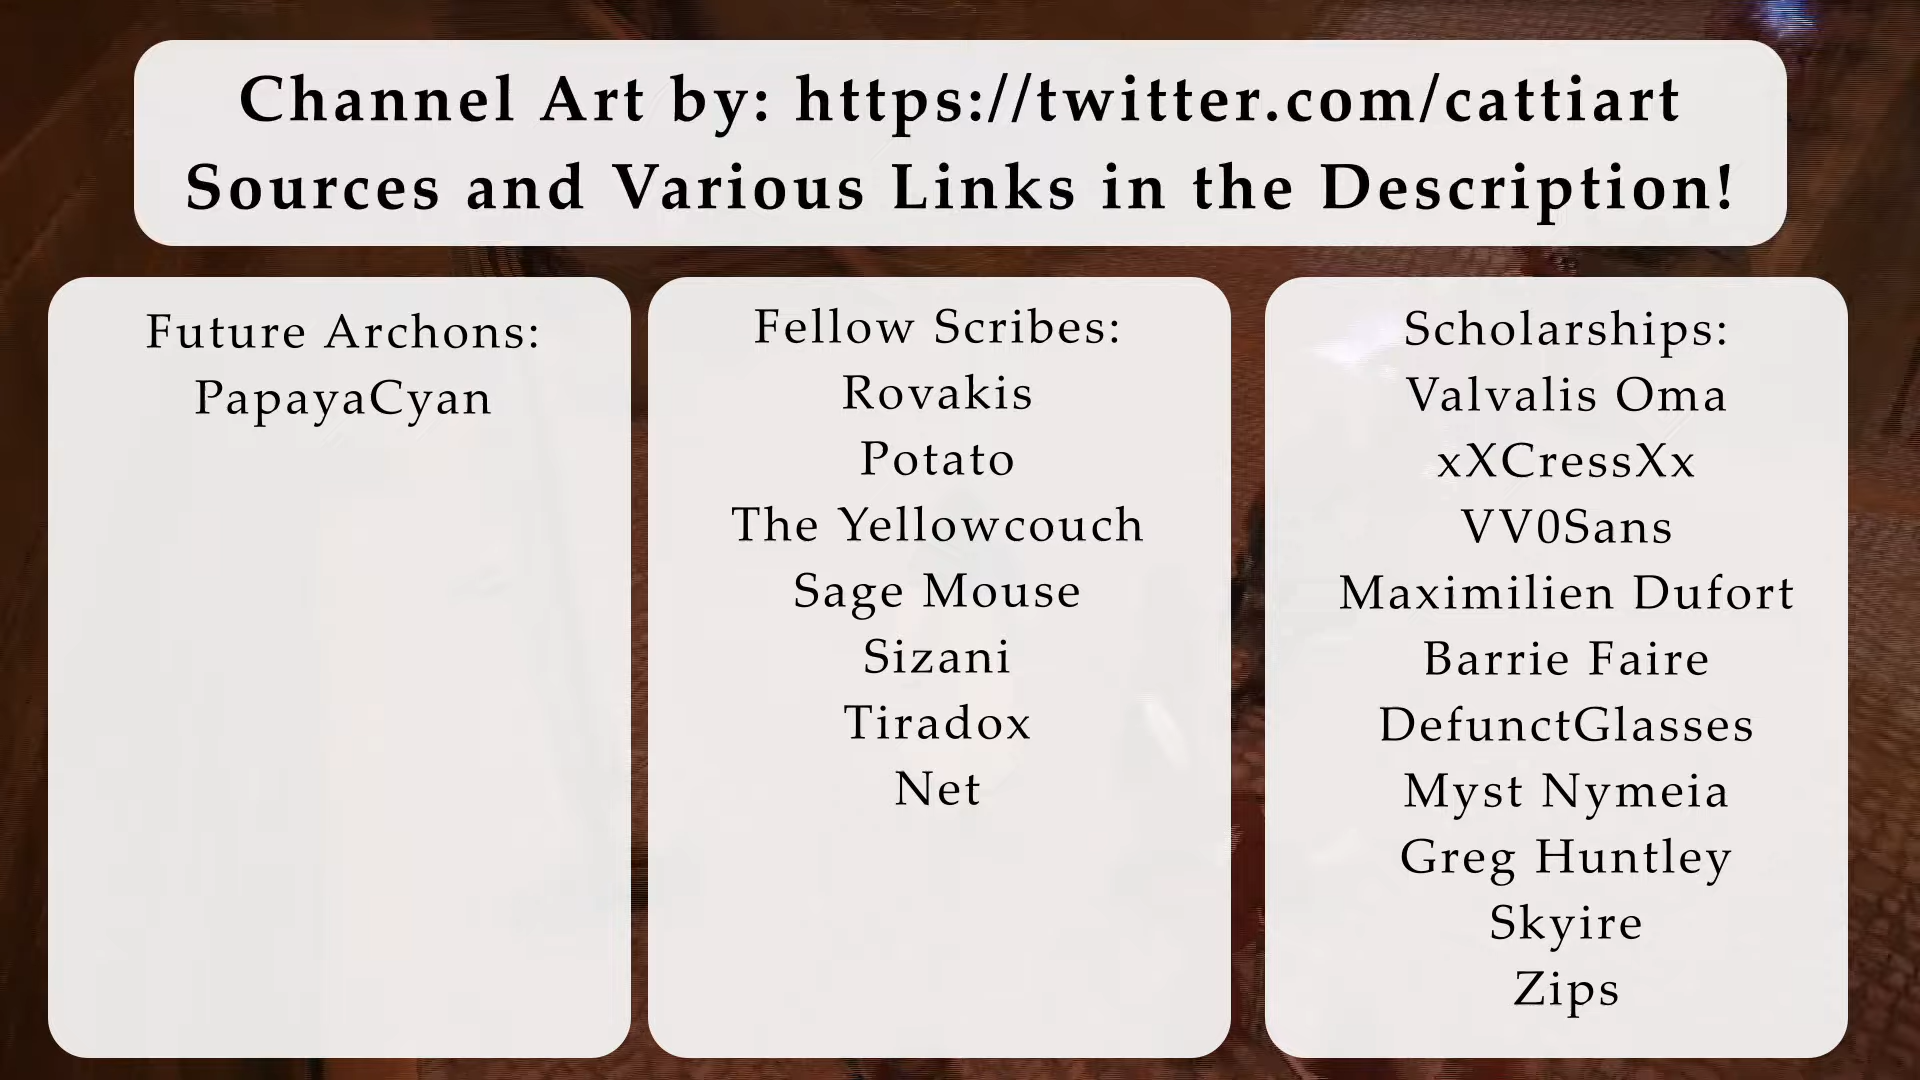 Channel Art by: https://twitter.com/cattiart
Sources and Various Links in the Description!
Future Archons:
PapayaCyan
Fellow Scribes:
Rovakis
Potato
The Yellowcouch
Sage Mouse
Sizani
Tiradox
Net
Scholarships:
Valvalis Oma
xXCressXx
VV0Sans
Maximilien Dufort
Barrie Faire
DefunctGlasses
Myst Nymeia
Greg Huntley
Skyire
Zips